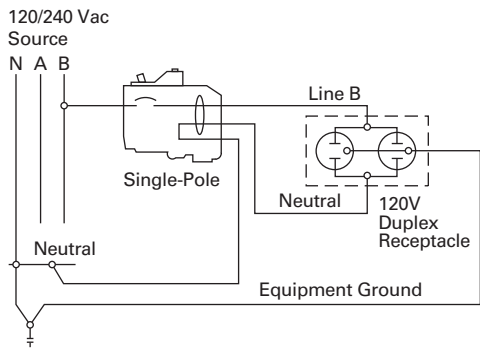 120/240 Vac
Source
N A B
Line B
Single-Pole
Neutral
120V
Duplex
Receptacle
Neutral
Equipment Ground